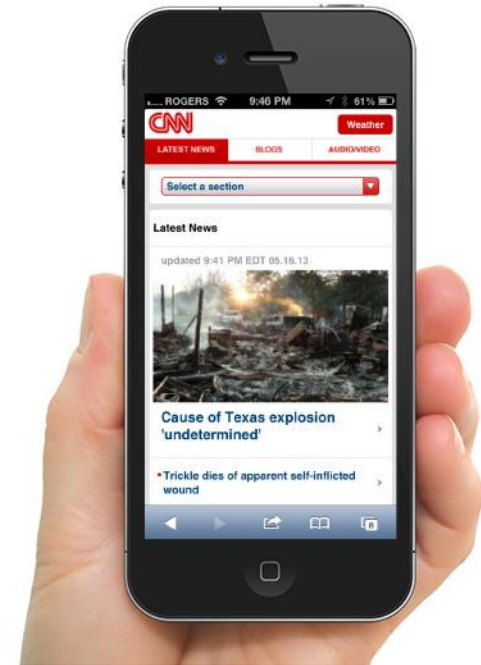 ROGERS 9:46 PM 61%
CNN
Weather
LATEST NEWS BLOGS AUDIO/VIDEO
Select a section
Latest News
updated 9:41 PM EDT 05.16.13
Cause of Texas explosion
'undetermined'
Trickle dies of apparent self-inflicted
wound
8